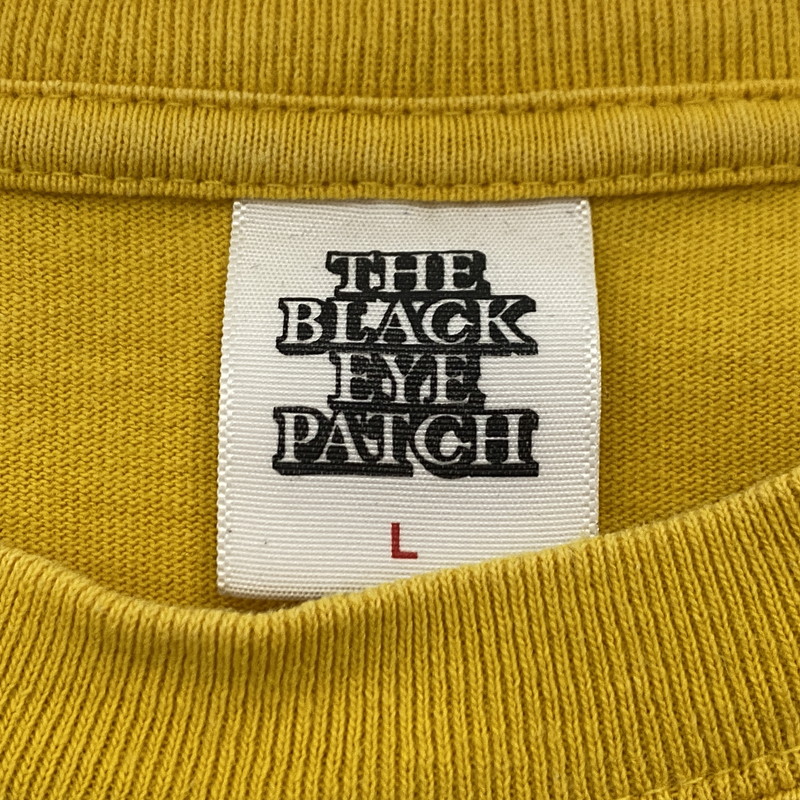 THE
BLACK
EYE
PATCH
L